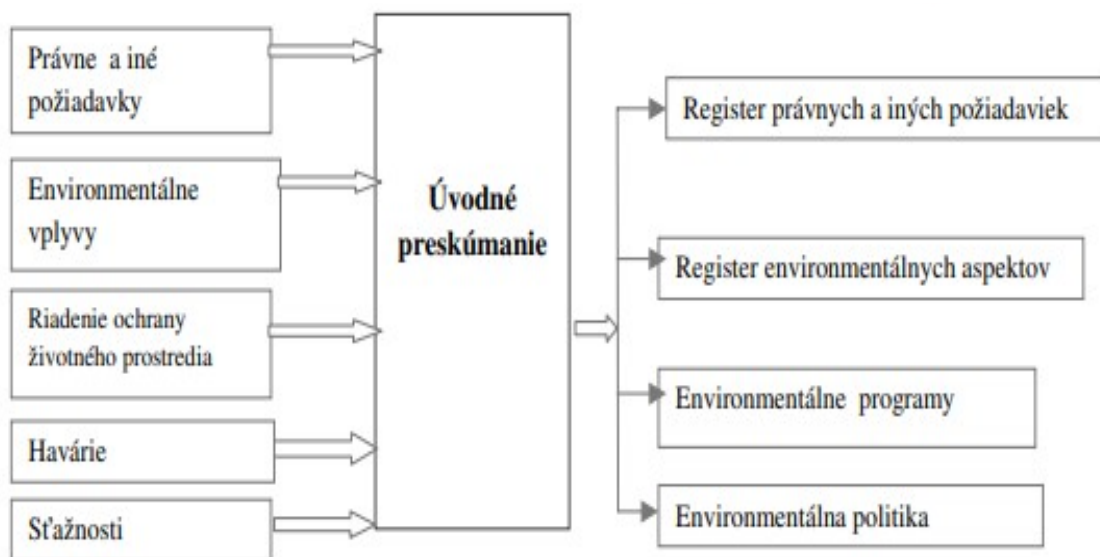 Právne a iné
požiadavky
Environmentálne
vplyvy
Riadenie ochrany
životného prostredia
Havárie
Sťažnosti
Úvodné
preskúmanie
Register právnych a iných požiadaviek
Register environmentálnych aspektov
Environmentálne programy
Environmentálna politika